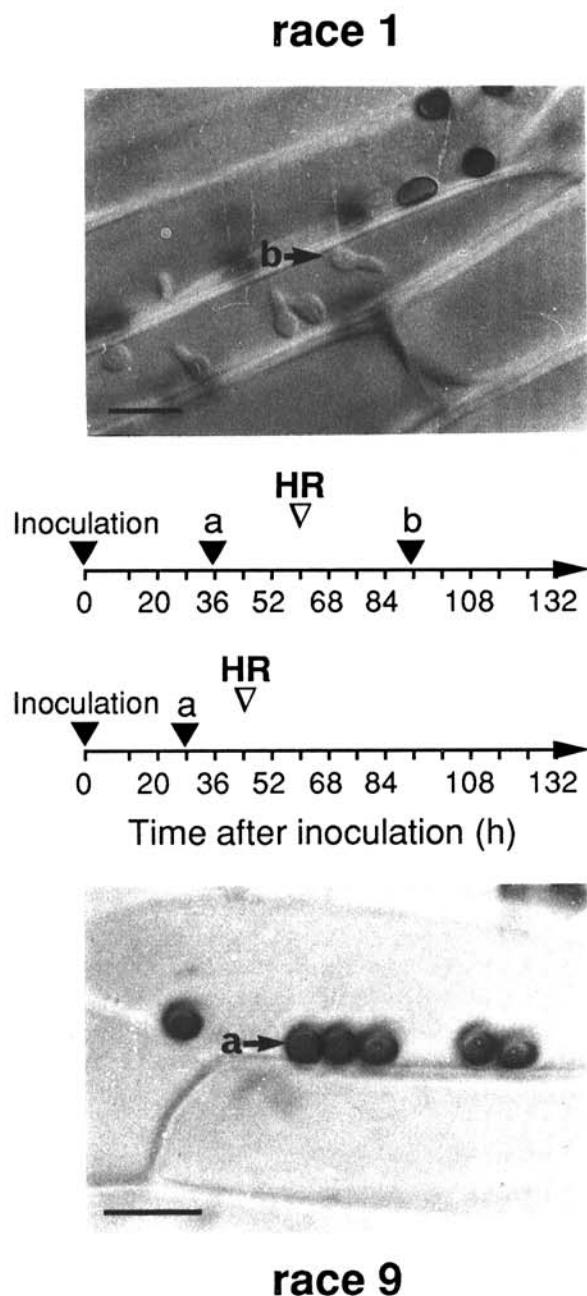 race 1
b
HR
Inoculation a b
0 20 36 52 68 84 108 132
HR
Inoculation a
0 20 36 52 68 84 108 132
Time after inoculation (h)
a
race 9